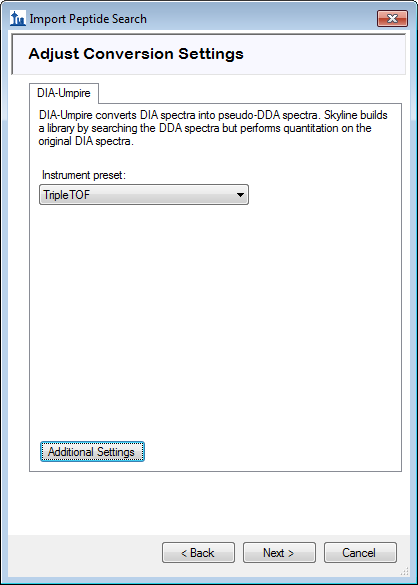 Import Peptide Search
Adjust Conversion Settings
DIA-Umpire
DIA-Umpire converts DIA spectra into pseudo-DDA spectra. Skyline builds
a library by searching the DDA spectra but performs quantitation on the
original DIA spectra.
Instrument preset:
TripleTOF
Additional Settings
< Back
Next >
Cancel